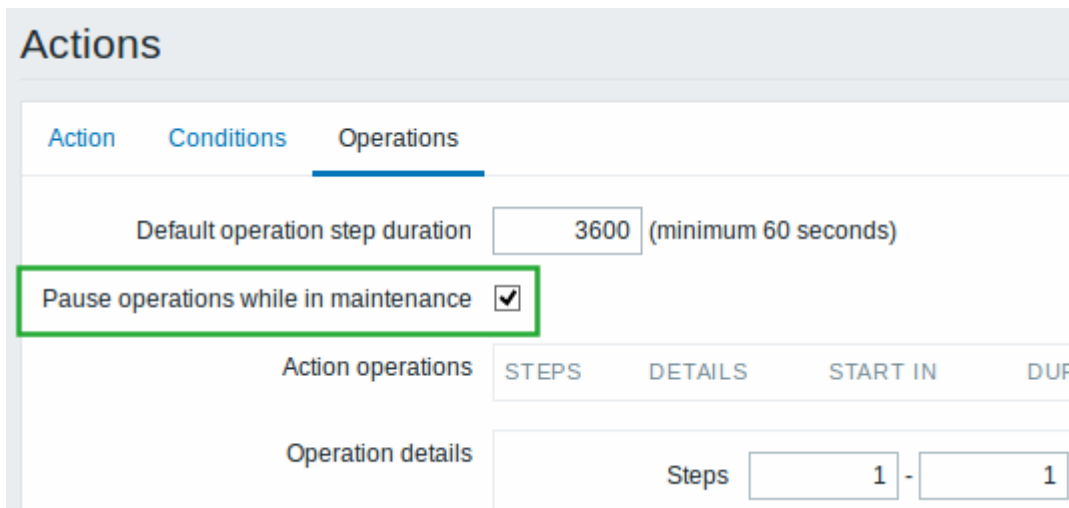 Actions
Action Conditions Operations
Default operation step duration 3600 (minimum 60 seconds)
Pause operations while in maintenance
Action operations STEPS DETAILS START IN DUR
Operation details
Steps 1 - 1